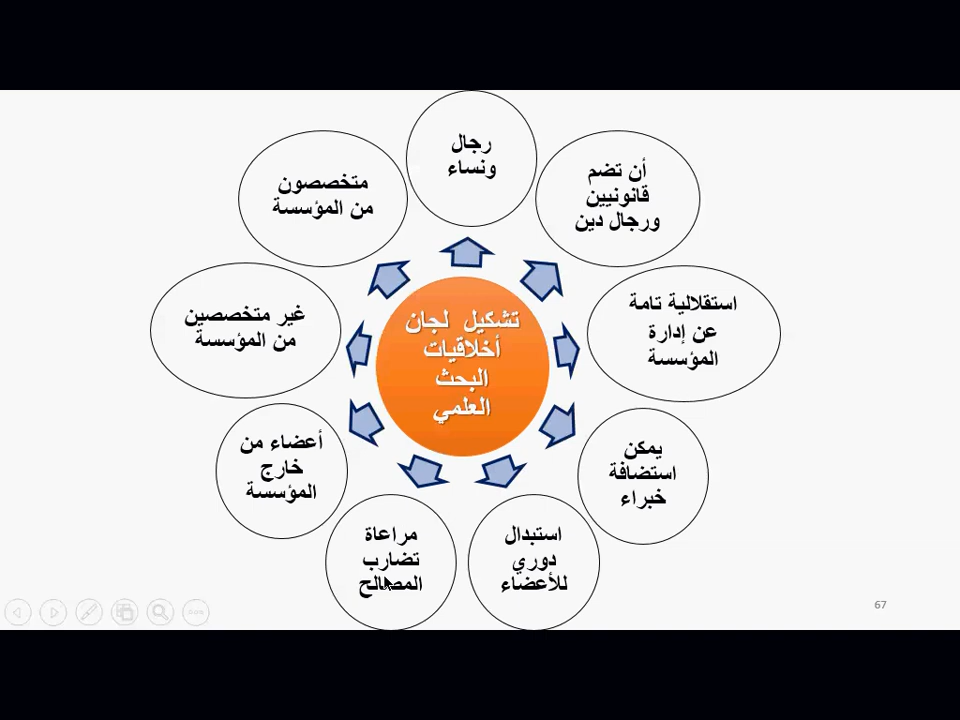 رجال
ونساء
أن تضم
قانونيين
ورجال دين
استقلالية تامة
عن إدارة
المؤسسة
يمكن
استضافة
خبراء
استبدال
دوري
للأعضاء
مراعاة
تضارب
المصالح
أعضاء من
خارج
المؤسسة
غير متخصصين
من المؤسسة
متخصصون
من المؤسسة
تشكيل لجان
أخلاقيات
البحث
العلمي
67